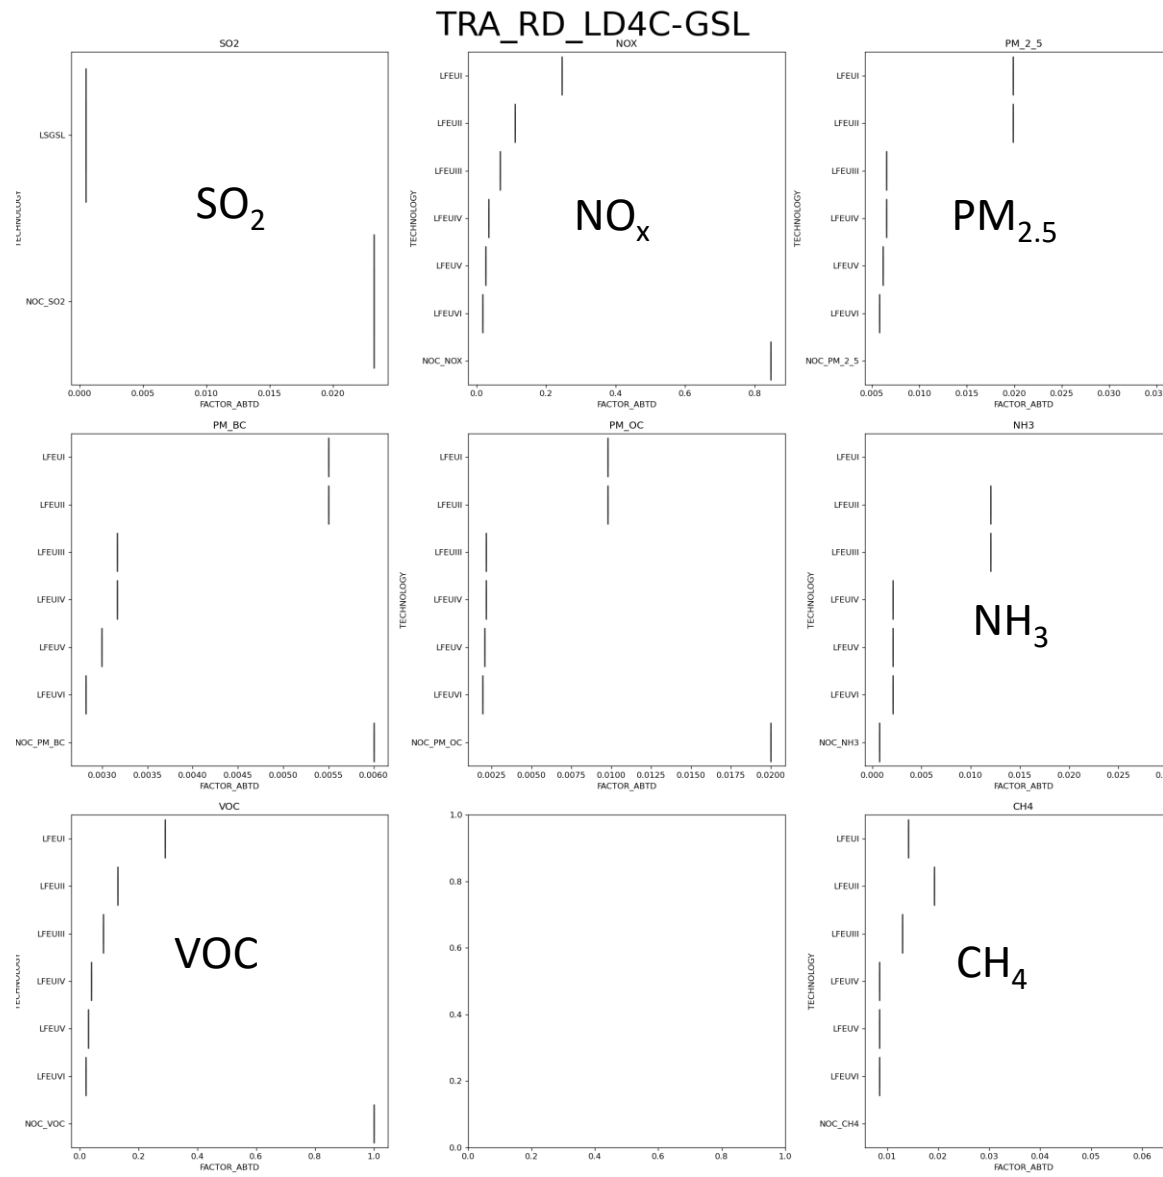 TRA_RD_LD4C-GSL
SO2
LSGSL
NOC_SO2
TECHNOLOGY
SO2
0.000 0.005 0.010 0.015 0.020
FACTOR_ABTD
NOX
LFEUI
LFEUII
LFEUIII
LFEUIV
LFEUV
LFEUVI
NOC_NOX
TECHNOLOGY
NOx
0.0 0.2 0.4 0.6 0.8
FACTOR_ABTD
PM_2_5
LFEUI
LFEUII
LFEUIII
LFEUIV
LFEUV
LFEUVI
NOC_PM_2_5
TECHNOLOGY
PM2.5
0.005 0.010 0.015 0.020 0.025 0.030 0.03
FACTOR_ABTD
PM_BC
LFEUI
LFEUII
LFEUIII
LFEUIV
LFEUV
LFEUVI
NOC_PM_BC
0.0030 0.0035 0.0040 0.0045 0.0050 0.0055 0.0060
FACTOR_ABTD
PM_OC
LFEUI
LFEUII
LFEUIII
LFEUIV
LFEUV
LFEUVI
NOC_PM_OC
TECHNOLOGY
0.0025 0.0050 0.0075 0.0100 0.0125 0.0150 0.0175 0.0200
FACTOR_ABTD
NH3
LFEUI
LFEUII
LFEUIII
LFEUIV
LFEUV
LFEUVI
NOC_NH3
TECHNOLOGY
NH3
0.000 0.005 0.010 0.015 0.020 0.025
FACTOR_ABTD
VOC
LFEUI
LFEUII
LFEUIII
LFEUIV
LFEUV
LFEUVI
NOC_VOC
TECHNOLOGY
VOC
0.0 0.2 0.4 0.6 0.8 1.0
FACTOR_ABTD
1.0
0.8
0.6
0.4
0.2
0.0
0.0 0.2 0.4 0.6 0.8 1.0
CH4
LFEUI
LFEUII
LFEUIII
LFEUIV
LFEUV
LFEUVI
NOC_CH4
TECHNOLOGY
CH4
0.01 0.02 0.03 0.04 0.05 0.06
FACTOR_ABTD